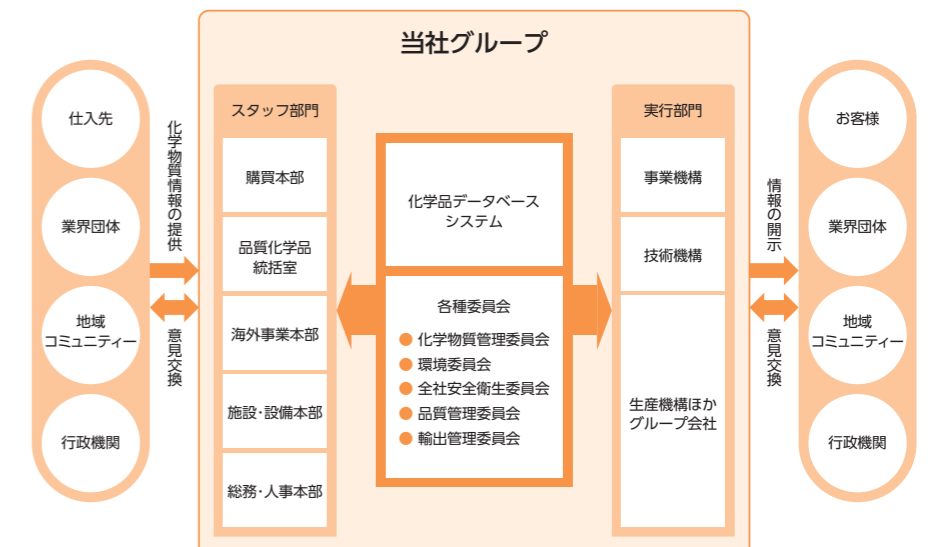 当社グループ
仕入先
業界団体
地域
コミュニティー
行政機関
化学物質情報の提供
意見交換
スタッフ部門
購買本部
品質化学品
統括室
海外事業本部
施設・設備本部
総務・人事本部
化学品データベース
システム
各種委員会
● 化学物質管理委員会
● 環境委員会
● 全社安全衛生委員会
● 品質管理委員会
● 輸出管理委員会
実行部門
事業機構
技術機構
生産機構ほか
グループ会社
情報の開示
意見交換
お客様
業界団体
地域
コミュニティー
行政機関